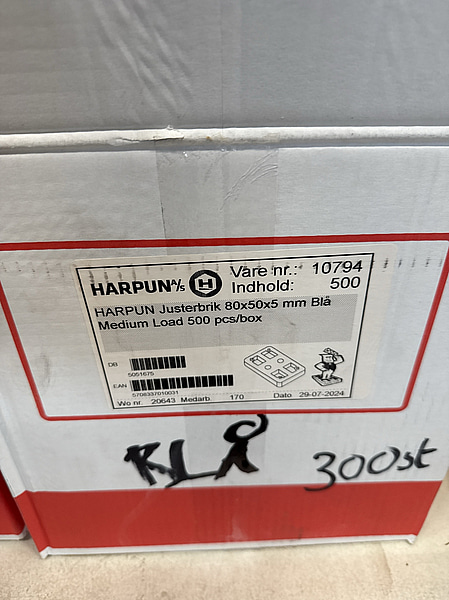 HARPUN A/S H
Vare nr.: 10794
Indhold: 500
HARPUN Justerbrik 80x50x5 mm Blå
Medium Load 500 pcs/box
DB
5051675
EAN
5708337010031
Wo nr. 20643 Medarb. 170 Dato 29-07-2024
BLÅ 300st